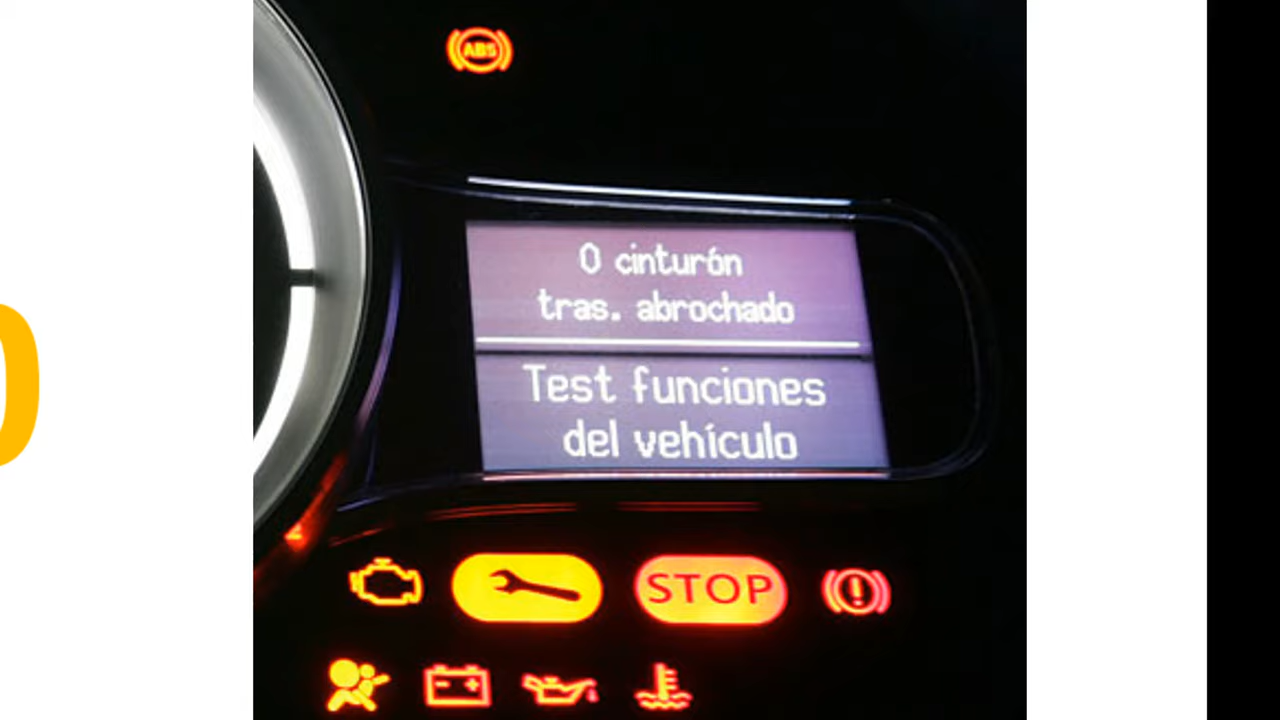 ABS
0 cinturón
tras. abrochado
Test funciones
del vehículo
STOP